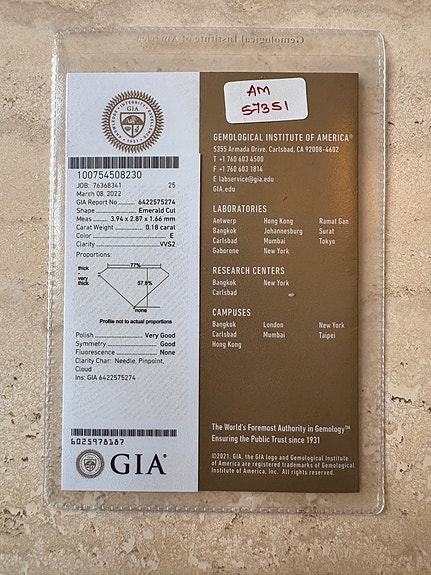 Gemological Institute of America
AM
57351
GIA
1931
100754508230
JOB: 76368341 25
March 08, 2022
GIA Report No. 6422575274
Shape Emerald Cut
Meas. 3.94 x 2.87 x 1.66 mm
Carat Weight 0.18 carat
Color E
Clarity VVS2
Proportions:
77%
thick
-
very
thick
57.8%
none
Profile not to actual proportions
Polish Very Good
Symmetry Good
Fluorescence None
Clarity Char: Needle, Pinpoint,
Cloud
Ins: GIA 6422575274
6025978187
GIA®
GEMOLOGICAL INSTITUTE OF AMERICA®
5355 Armada Drive, Carlsbad, CA 92008-4602
T +1 760 603 4500
F +1 760 603 1814
E labservice@gia.edu
GIA.edu
LABORATORIES
Antwerp Hong Kong Ramat Gan
Bangkok Johannesburg Surat
Carlsbad Mumbai Tokyo
Gaborone New York
RESEARCH CENTERS
Bangkok New York
Carlsbad
CAMPUSES
Bangkok London New York
Carlsbad Mumbai Taipei
Hong Kong
The World's Foremost Authority in Gemology™
Ensuring the Public Trust since 1931
©2021, the GIA logo and Gemological Institute
of America are registered trademarks of Gemological
Institute of America, Inc. All rights reserved.